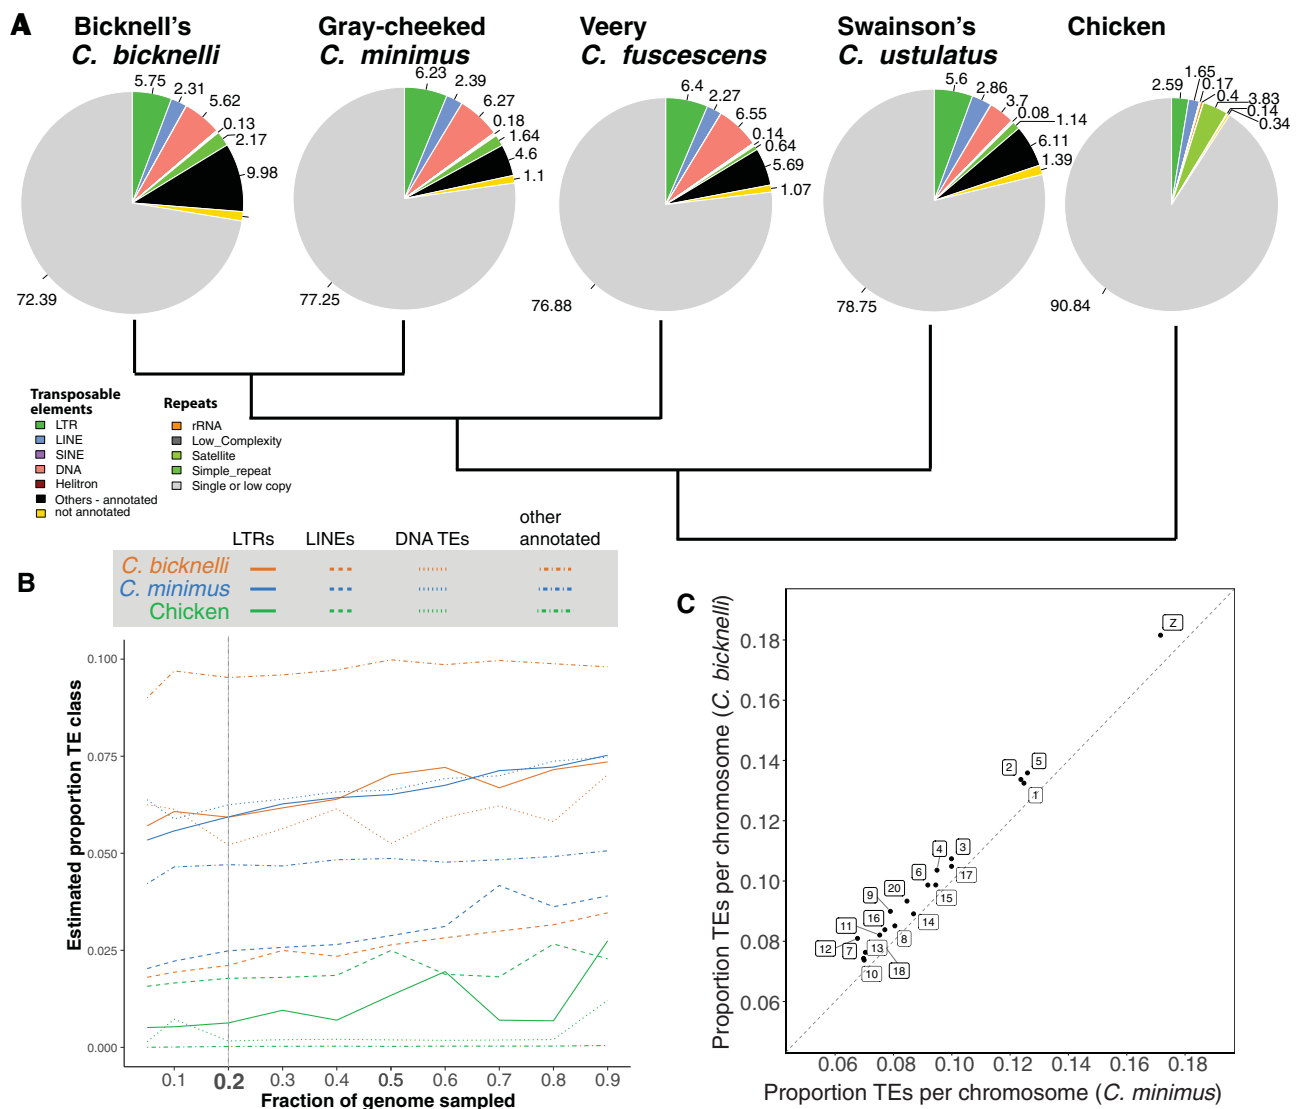 A
Bicknell's
C. bicknelli
Gray-cheeked
C. minimus
Veery
C. fuscescens
Swainson's
C. ustulatus
Chicken
5.75
2.31
5.62
0.13
2.17
9.98
72.39
6.23
2.39
6.27
0.18
1.64
4.6
1.1
77.25
6.4
2.27
6.55
0.14
0.64
5.69
1.07
76.88
5.6
2.86
3.7
0.08
1.14
6.11
1.39
78.75
2.59
1.65
0.17
0.4
3.83
0.14
0.34
90.84
Transposable
elements
LTR
LINE
SINE
DNA
Helitron
Others - annotated
not annotated
Repeats
rRNA
Low_Complexity
Satellite
Simple_repeat
Single or low copy
B
LTRs
LINEs
DNA TEs
other
annotated
C. bicknelli
C. minimus
Chicken
Estimated proportion TE class
0.100
0.075
0.050
0.025
0.000
0.1
0.2
0.3
0.4
0.5
0.6
0.7
0.8
0.9
Fraction of genome sampled
C
Proportion TEs per chromosome (C. bicknelli)
0.18
0.16
0.14
0.12
0.10
0.08
0.06
Z
2
5
1
4
3
6
17
20
15
9
16
14
11
8
12
7
13
18
10
0.06
0.08
0.10
0.12
0.14
0.16
0.18
Proportion TEs per chromosome (C. minimus)